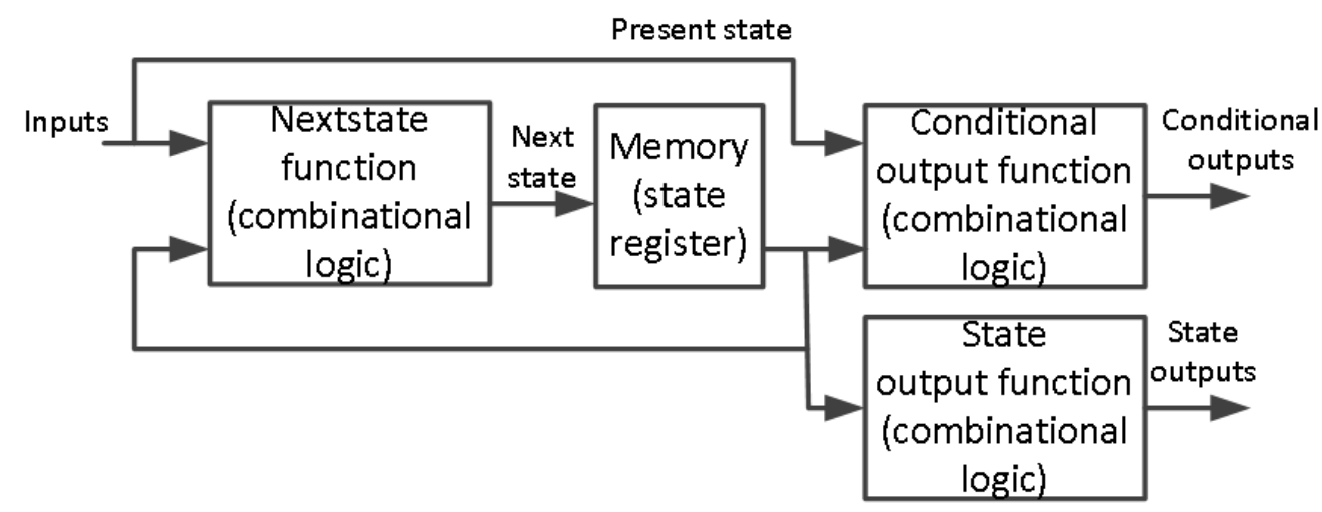 Present state
Inputs
Nextstate
function
(combinational
logic)
Next
state
Memory
(state
register)
Conditional
output function
(combinational
logic)
Conditional
outputs
State
output function
(combinational
logic)
State
outputs